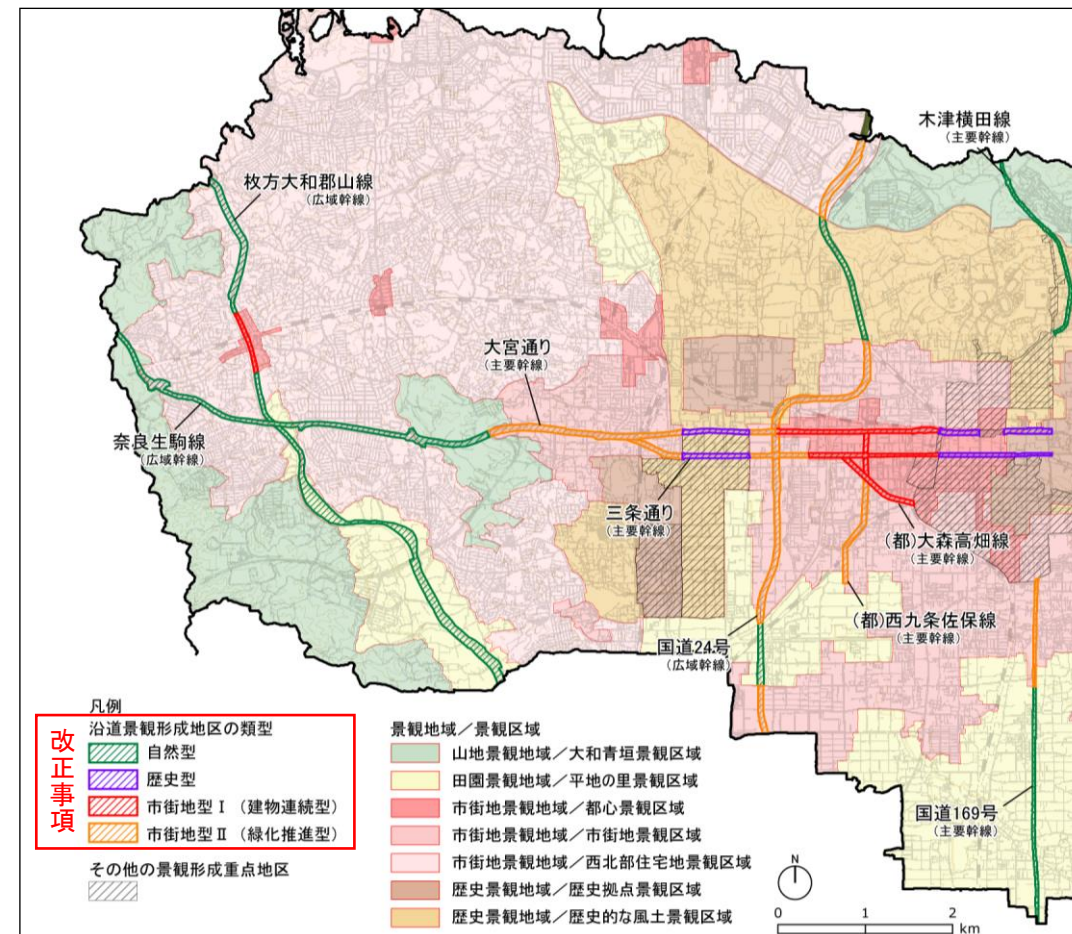 木津横田線
(主要幹線)
枚方大和郡山線
(広域幹線)
大宮通り
(主要幹線)
奈良生駒線
(広域幹線)
三条通り
(主要幹線)
(都)大森高畑線
(主要幹線)
(都)西九条佐保線
(主要幹線)
国道24号
(広域幹線)
国道169号
(主要幹線)
凡例
沿道景観形成地区の類型
改正事項
自然型
歴史型
市街地型Ⅰ (建物連続型)
市街地型Ⅱ (緑化推進型)
その他の景観形成重点地区
景観地域/景観区域
山地景観地域/大和青垣景観区域
田園景観地域/平地の里景観区域
市街地景観地域/都心景観区域
市街地景観地域/市街地景観区域
市街地景観地域/西北部住宅地景観区域
歴史景観地域/歴史拠点景観区域
歴史景観地域/歴史的な風土景観区域
N
0 1 2
km